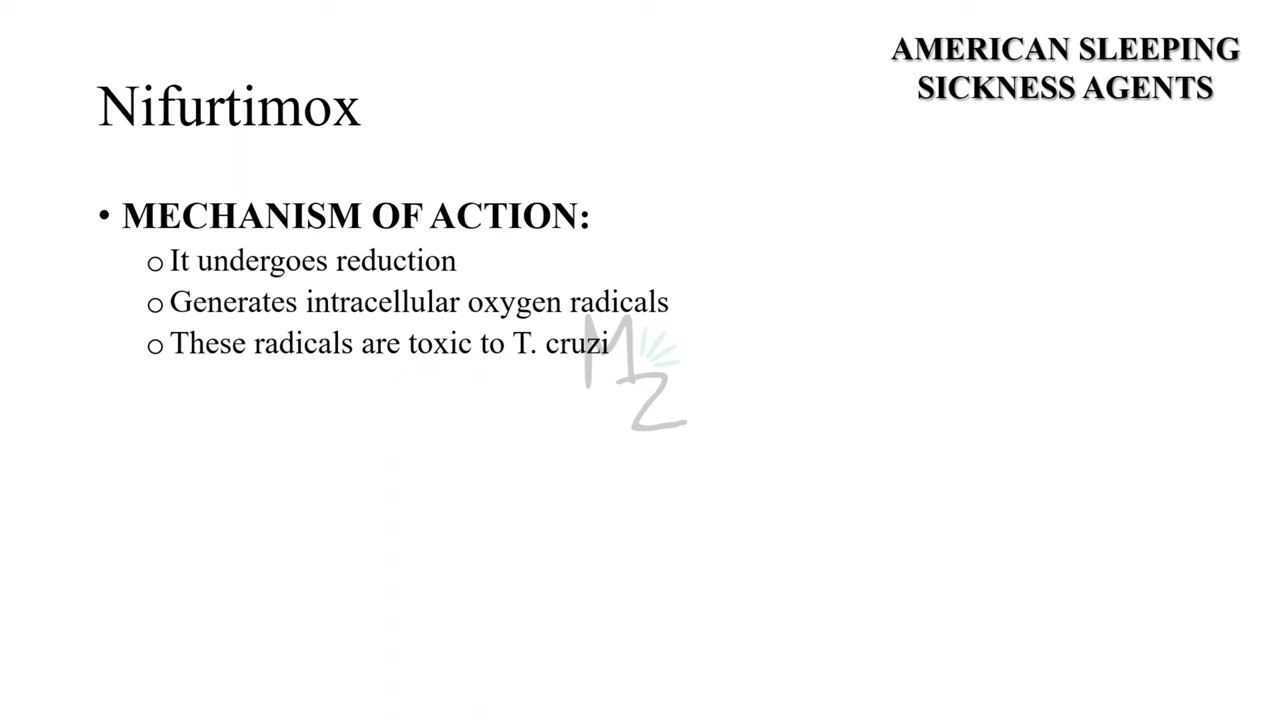 AMERICAN SLEEPING
SICKNESS AGENTS
Nifurtimox
• MECHANISM OF ACTION:
o It undergoes reduction
o Generates intracellular oxygen radicals
o These radicals are toxic to T. cruzi
MZ